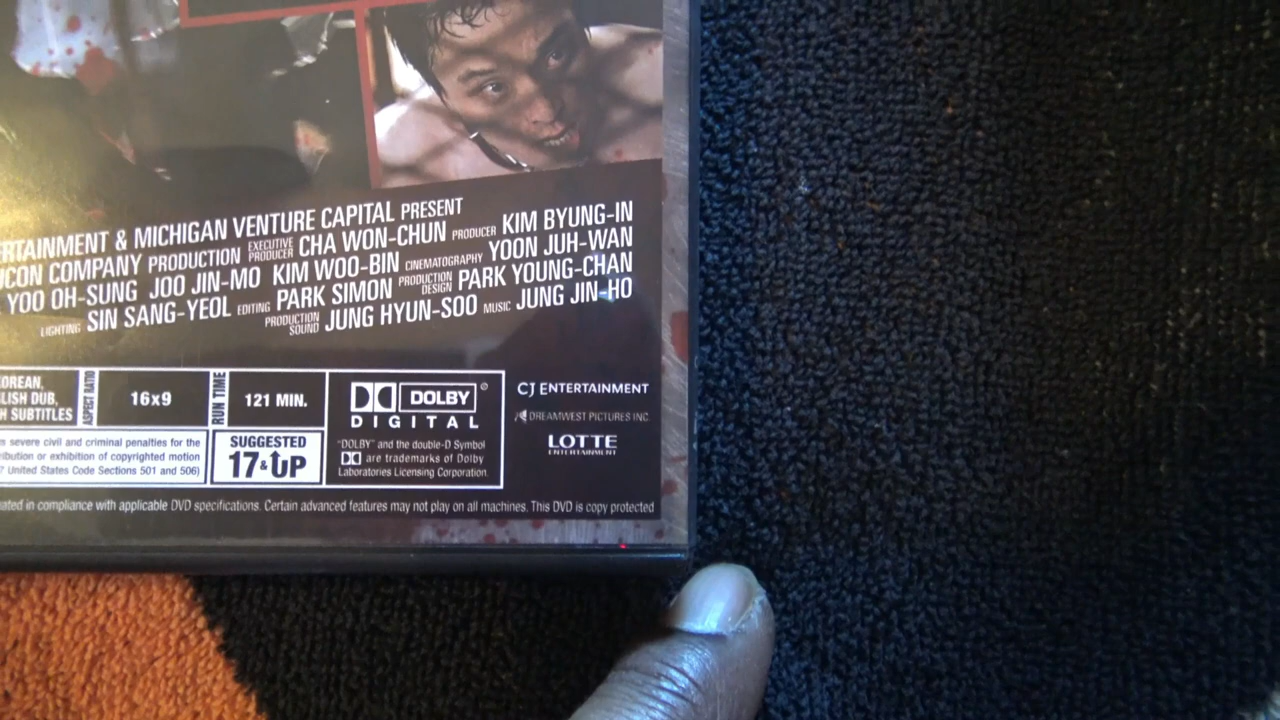 ERTAINMENT & MICHIGAN VENTURE CAPITAL PRESENT
ICON COMPANY PRODUCTION EXECUTIVE PRODUCER CHA WON-CHUN PRODUCER KIM BYUNG-IN
YOO OH-SUNG JOO JIN-MO KIM WOO-BIN CINEMATOGRAPHY YOON JUH-WAN
LIGHTING SIN SANG-YEOL EDITING PARK SIMON PRODUCTION DESIGN PARK YOUNG-CHAN
PRODUCTION SOUND JUNG HYUN-SOO MUSIC JUNG JIN-HO
OREAN,
LISH DUB,
H SUBTITLES
ASPECT RATIO
16x9
RUN TIME
121 MIN.
DOLBY
DIGITAL
"DOLBY" and the double-D Symbol
are trademarks of Dolby
Laboratories Licensing Corporation.
CJ ENTERTAINMENT
DREAMWEST PICTURES INC.
LOTTE
ENTERTAINMENT
s severe civil and criminal penalties for the
ribution or exhibition of copyrighted motion
7 United States Code Sections 501 and 506)
SUGGESTED
17 & UP
ated in compliance with applicable DVD specifications. Certain advanced features may not play on all machines. This DVD is copy protected